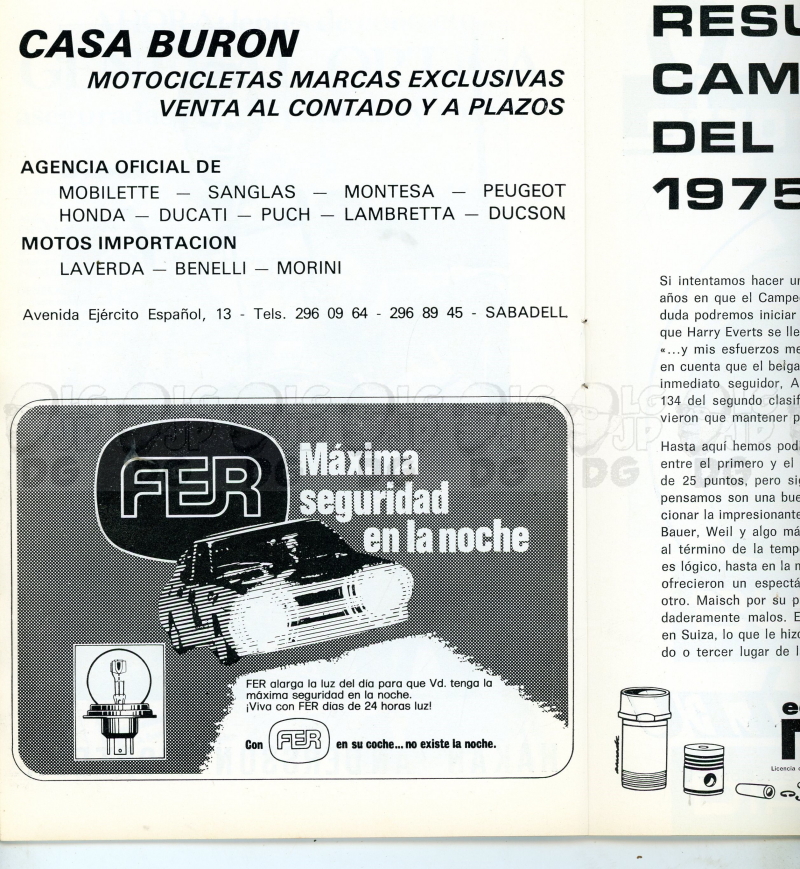 CASA BURON
MOTOCICLETAS MARCAS EXCLUSIVAS
VENTA AL CONTADO Y A PLAZOS
AGENCIA OFICIAL DE
MOBILETTE — SANGLAS — MONTESA — PEUGEOT
HONDA — DUCATI — PUCH — LAMBRETTA — DUCSON
MOTOS IMPORTACION
LAVERDA — BENELLI — MORINI
Avenida Ejército Español, 13 - Tels. 296 09 64 - 296 89 45 - SABADELL
FER
Máxima
seguridad
en la noche
FER alarga la luz del dia para que Vd. tenga la
máxima seguridad en la noche.
¡Viva con FER dias de 24 horas luz!
Con FER en su coche... no existe la noche.
RESU
CAM
DEL
1975
Si intentamos hacer un
años en que el Campe
duda podremos iniciar
que Harry Everts se lle
«...y mis esfuerzos me
en cuenta que el belga
inmediato seguidor, A
134 del segundo clasif
vieron que mantener p
Hasta aquí hemos pod
entre el primero y el
de 25 puntos, pero sig
pensamos son una bue
cionar la impresionante
Bauer, Weil y algo má
al término de la temp
es lógico, hasta en la m
ofrecieron un espectá
otro. Maisch por su p
daderamente malos. E
en Suiza, lo que le hizo
do o tercer lugar de l
Licencia